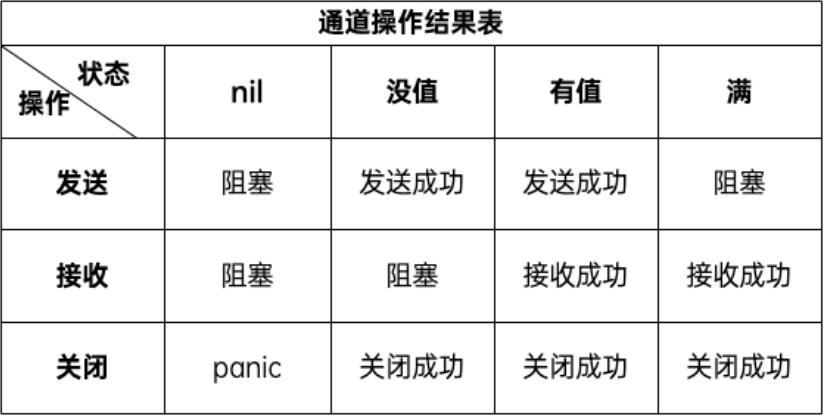 通道操作结果表
状态
操作
nil
没值
有值
满
发送
阻塞
发送成功
发送成功
阻塞
接收
阻塞
阻塞
接收成功
接收成功
关闭
panic
关闭成功
关闭成功
关闭成功